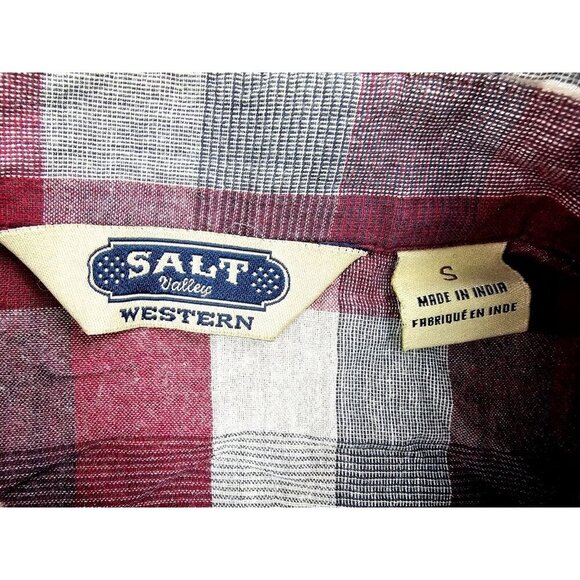 SALT
Valley
WESTERN
S
MADE IN INDIA
FABRIQUÉ EN INDE